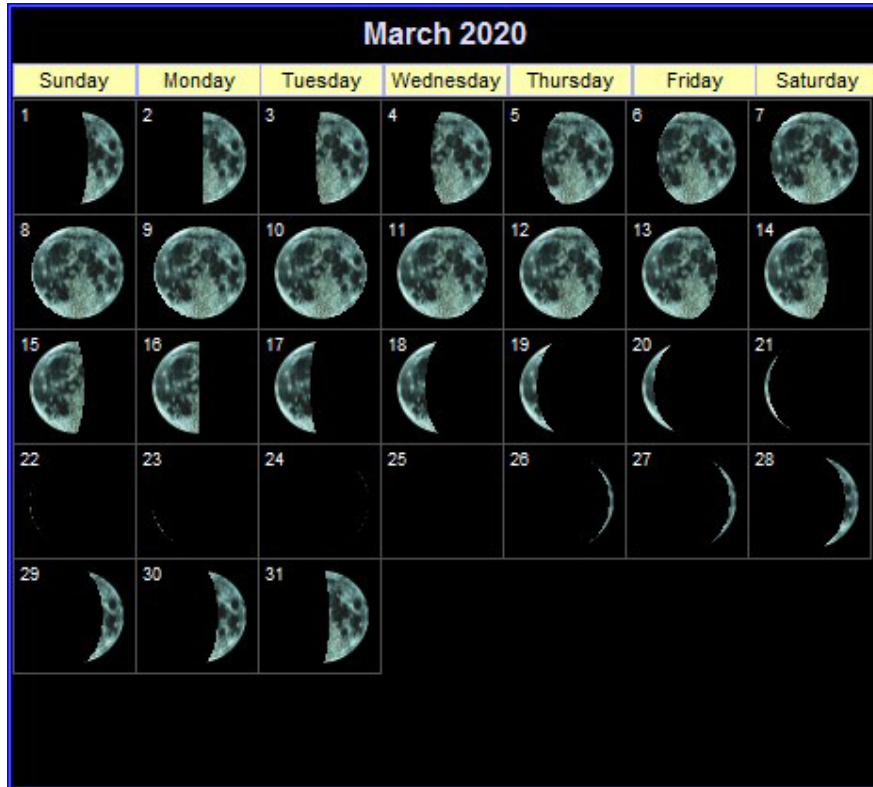 March 2020
Sunday Monday Tuesday Wednesday Thursday Friday Saturday
1 2 3 4 5 6 7
8 9 10 11 12 13 14
15 16 17 18 19 20 21
22 23 24 25 26 27 28
29 30 31